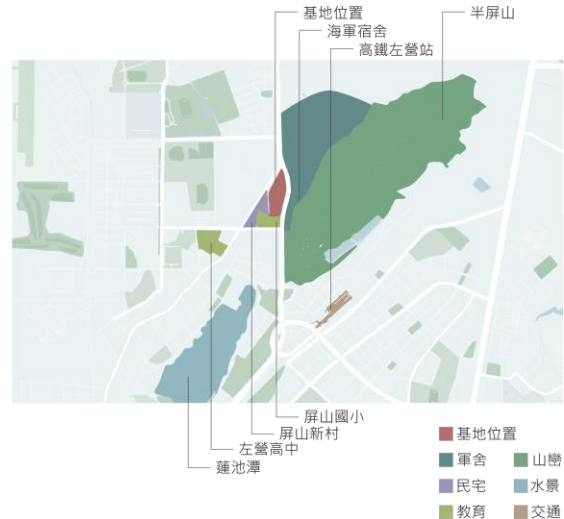 基地位置
半屏山
海軍宿舍
高鐵左營站
屏山國小
屏山新村
左營高中
蓮池潭
基地位置
軍舍
山巒
民宅
水景
教育
交通